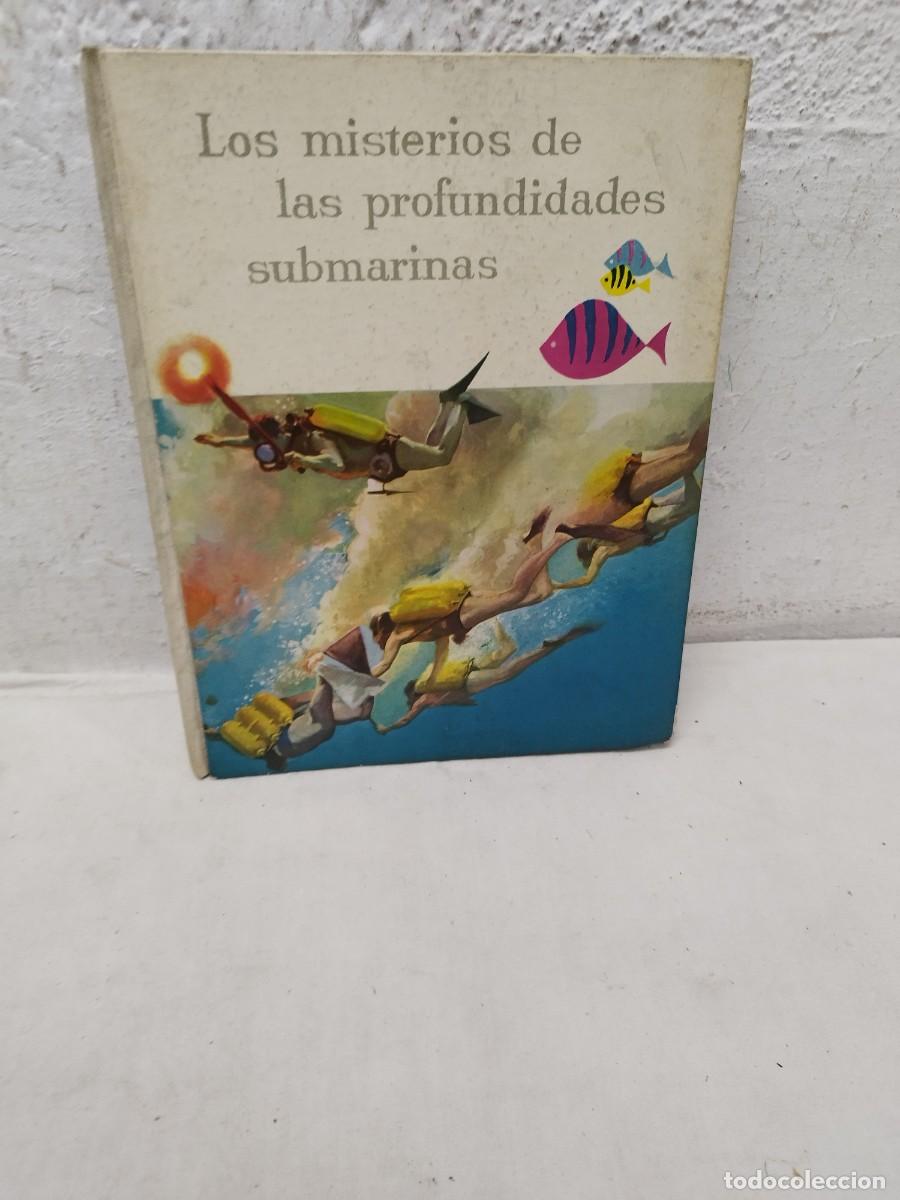 Los misterios de
las profundidades
submarinas
todocoleccion